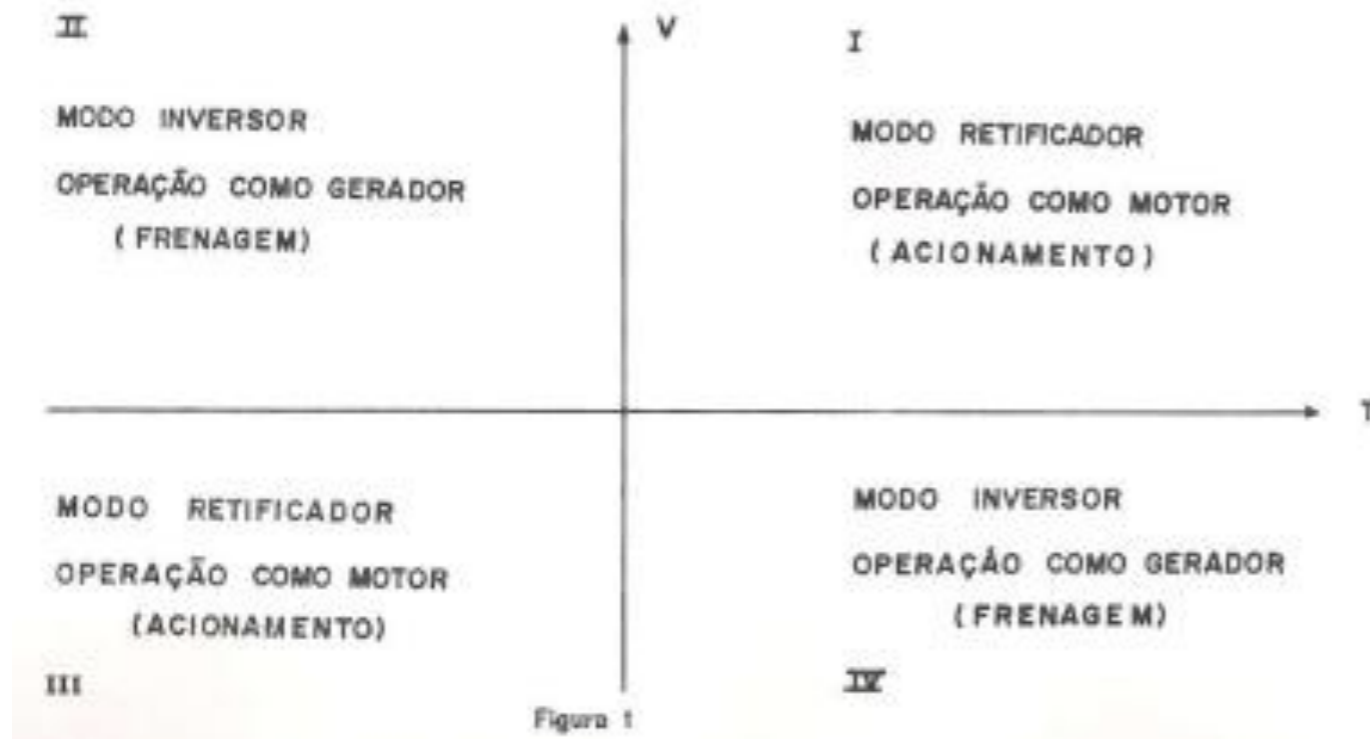 II
MODO INVERSOR
OPERAÇÃO COMO GERADOR
(FRENAGEM)
V
I
MODO RETIFICADOR
OPERAÇÃO COMO MOTOR
(ACIONAMENTO)
MODO RETIFICADOR
OPERAÇÃO COMO MOTOR
(ACIONAMENTO)
III
MODO INVERSOR
OPERAÇÃO COMO GERADOR
(FRENAGEM)
IV
Figura 1